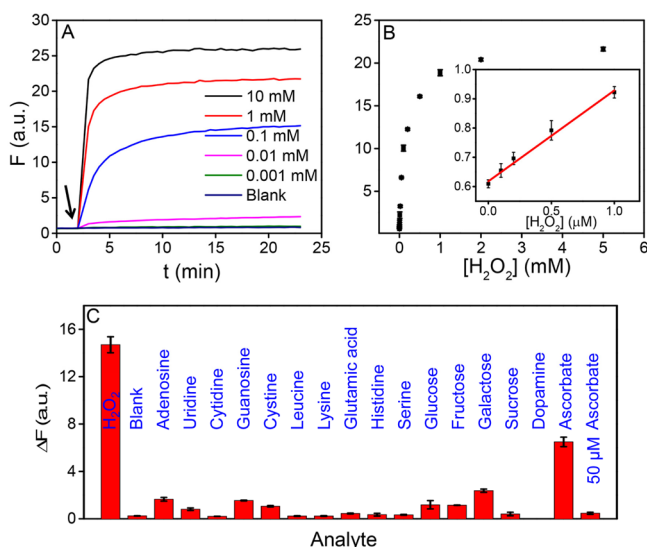 A
F (a.u.)
30
25
20
15
10
5
0
10 mM
1 mM
0.1 mM
0.01 mM
0.001 mM
Blank
0 5 10 15 20 25
t (min)
B
25
20
15
10
5
0 1 2 3 4 5 6
[H₂O₂] (mM)
1.0
0.9
0.8
0.7
0.6
0.0 0.5 1.0
[H₂O₂] (μM)
C
ΔF (a.u.)
16
12
8
4
0
H₂O₂
Blank
Adenosine
Uridine
Cytidine
Guanosine
Cystine
Leucine
Lysine
Glutamic acid
Histidine
Serine
Glucose
Fructose
Galactose
Sucrose
Dopamine
Ascorbate
50 μM Ascorbate
Analyte